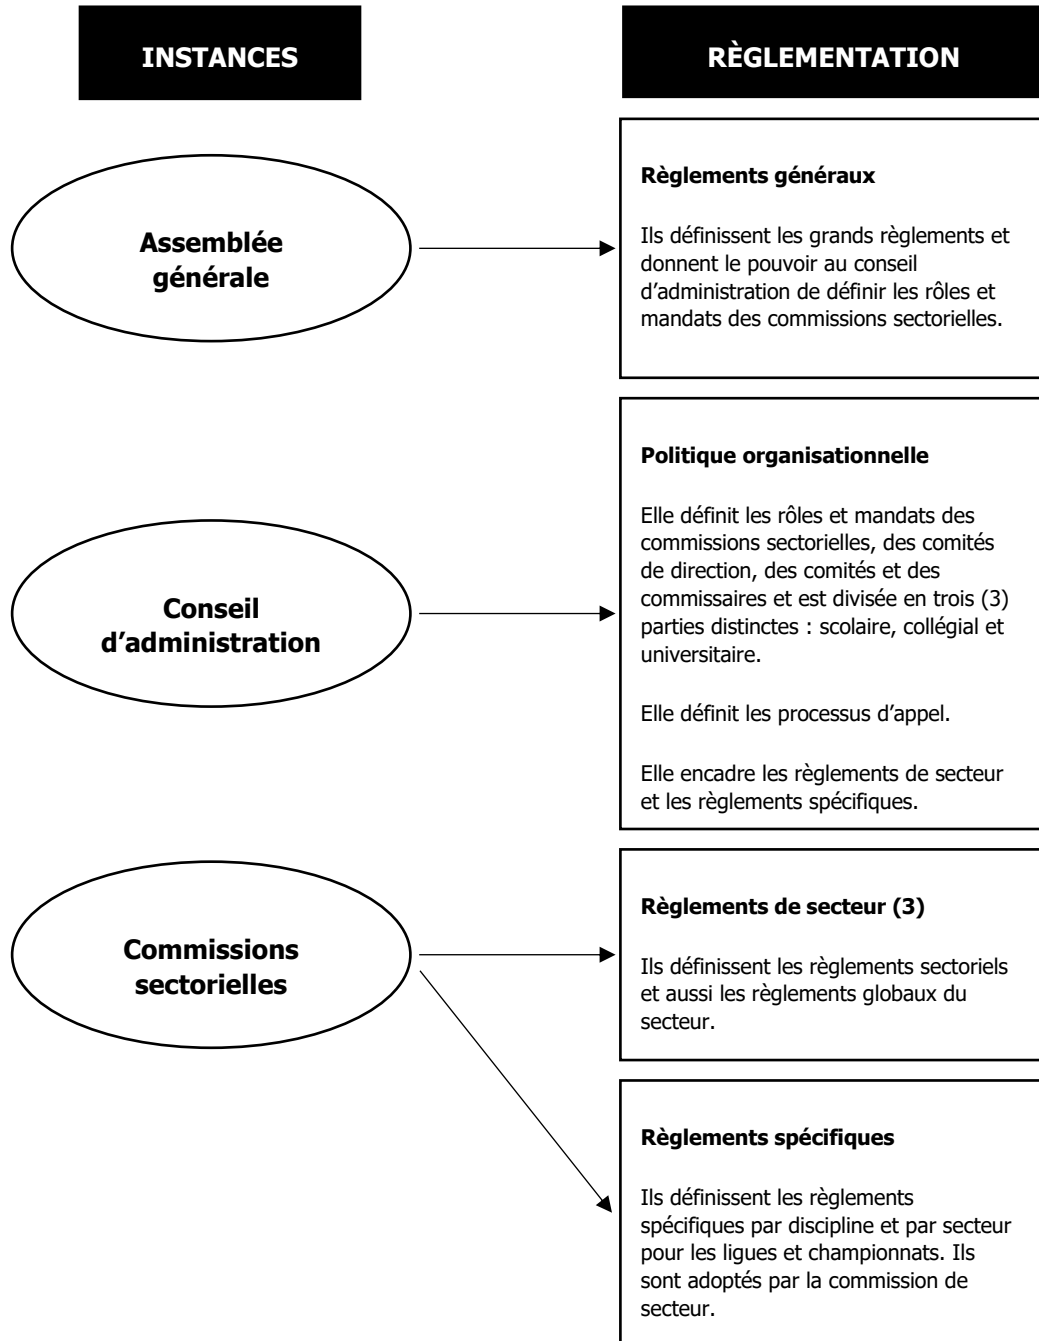 INSTANCES
RÈGLEMENTATION
Assemblée
générale
Règlements généraux
Ils définissent les grands règlements et
donnent le pouvoir au conseil
d’administration de définir les rôles et
mandats des commissions sectorielles.
Conseil
d’administration
Politique organisationnelle
Elle définit les rôles et mandats des
commissions sectorielles, des comités
de direction, des comités et des
commissaires et est divisée en trois (3)
parties distinctes : scolaire, collégial et
universitaire.
Elle définit les processus d’appel.
Elle encadre les règlements de secteur
et les règlements spécifiques.
Commissions
sectorielles
Règlements de secteur (3)
Ils définissent les règlements sectoriels
et aussi les règlements globaux du
secteur.
Règlements spécifiques
Ils définissent les règlements
spécifiques par discipline et par secteur
pour les ligues et championnats. Ils
sont adoptés par la commission de
secteur.